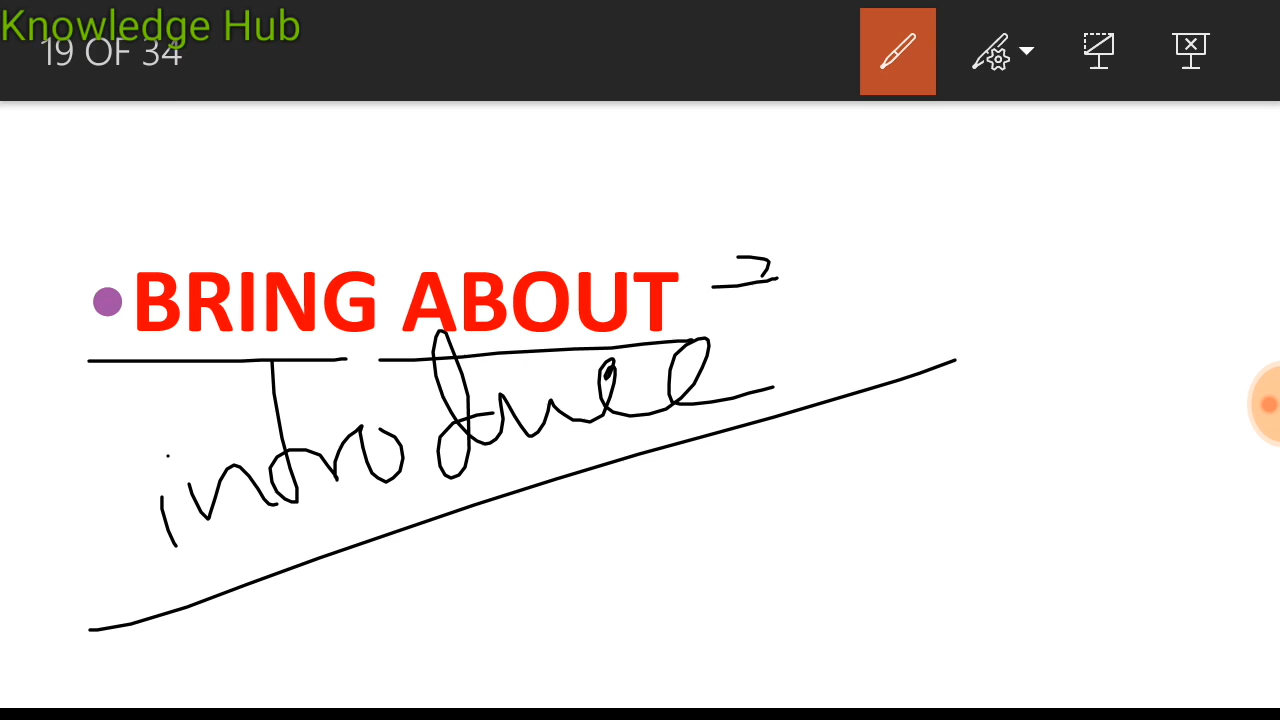 Knowledge Hub
19 OF 34
•BRING ABOUT =
introduce